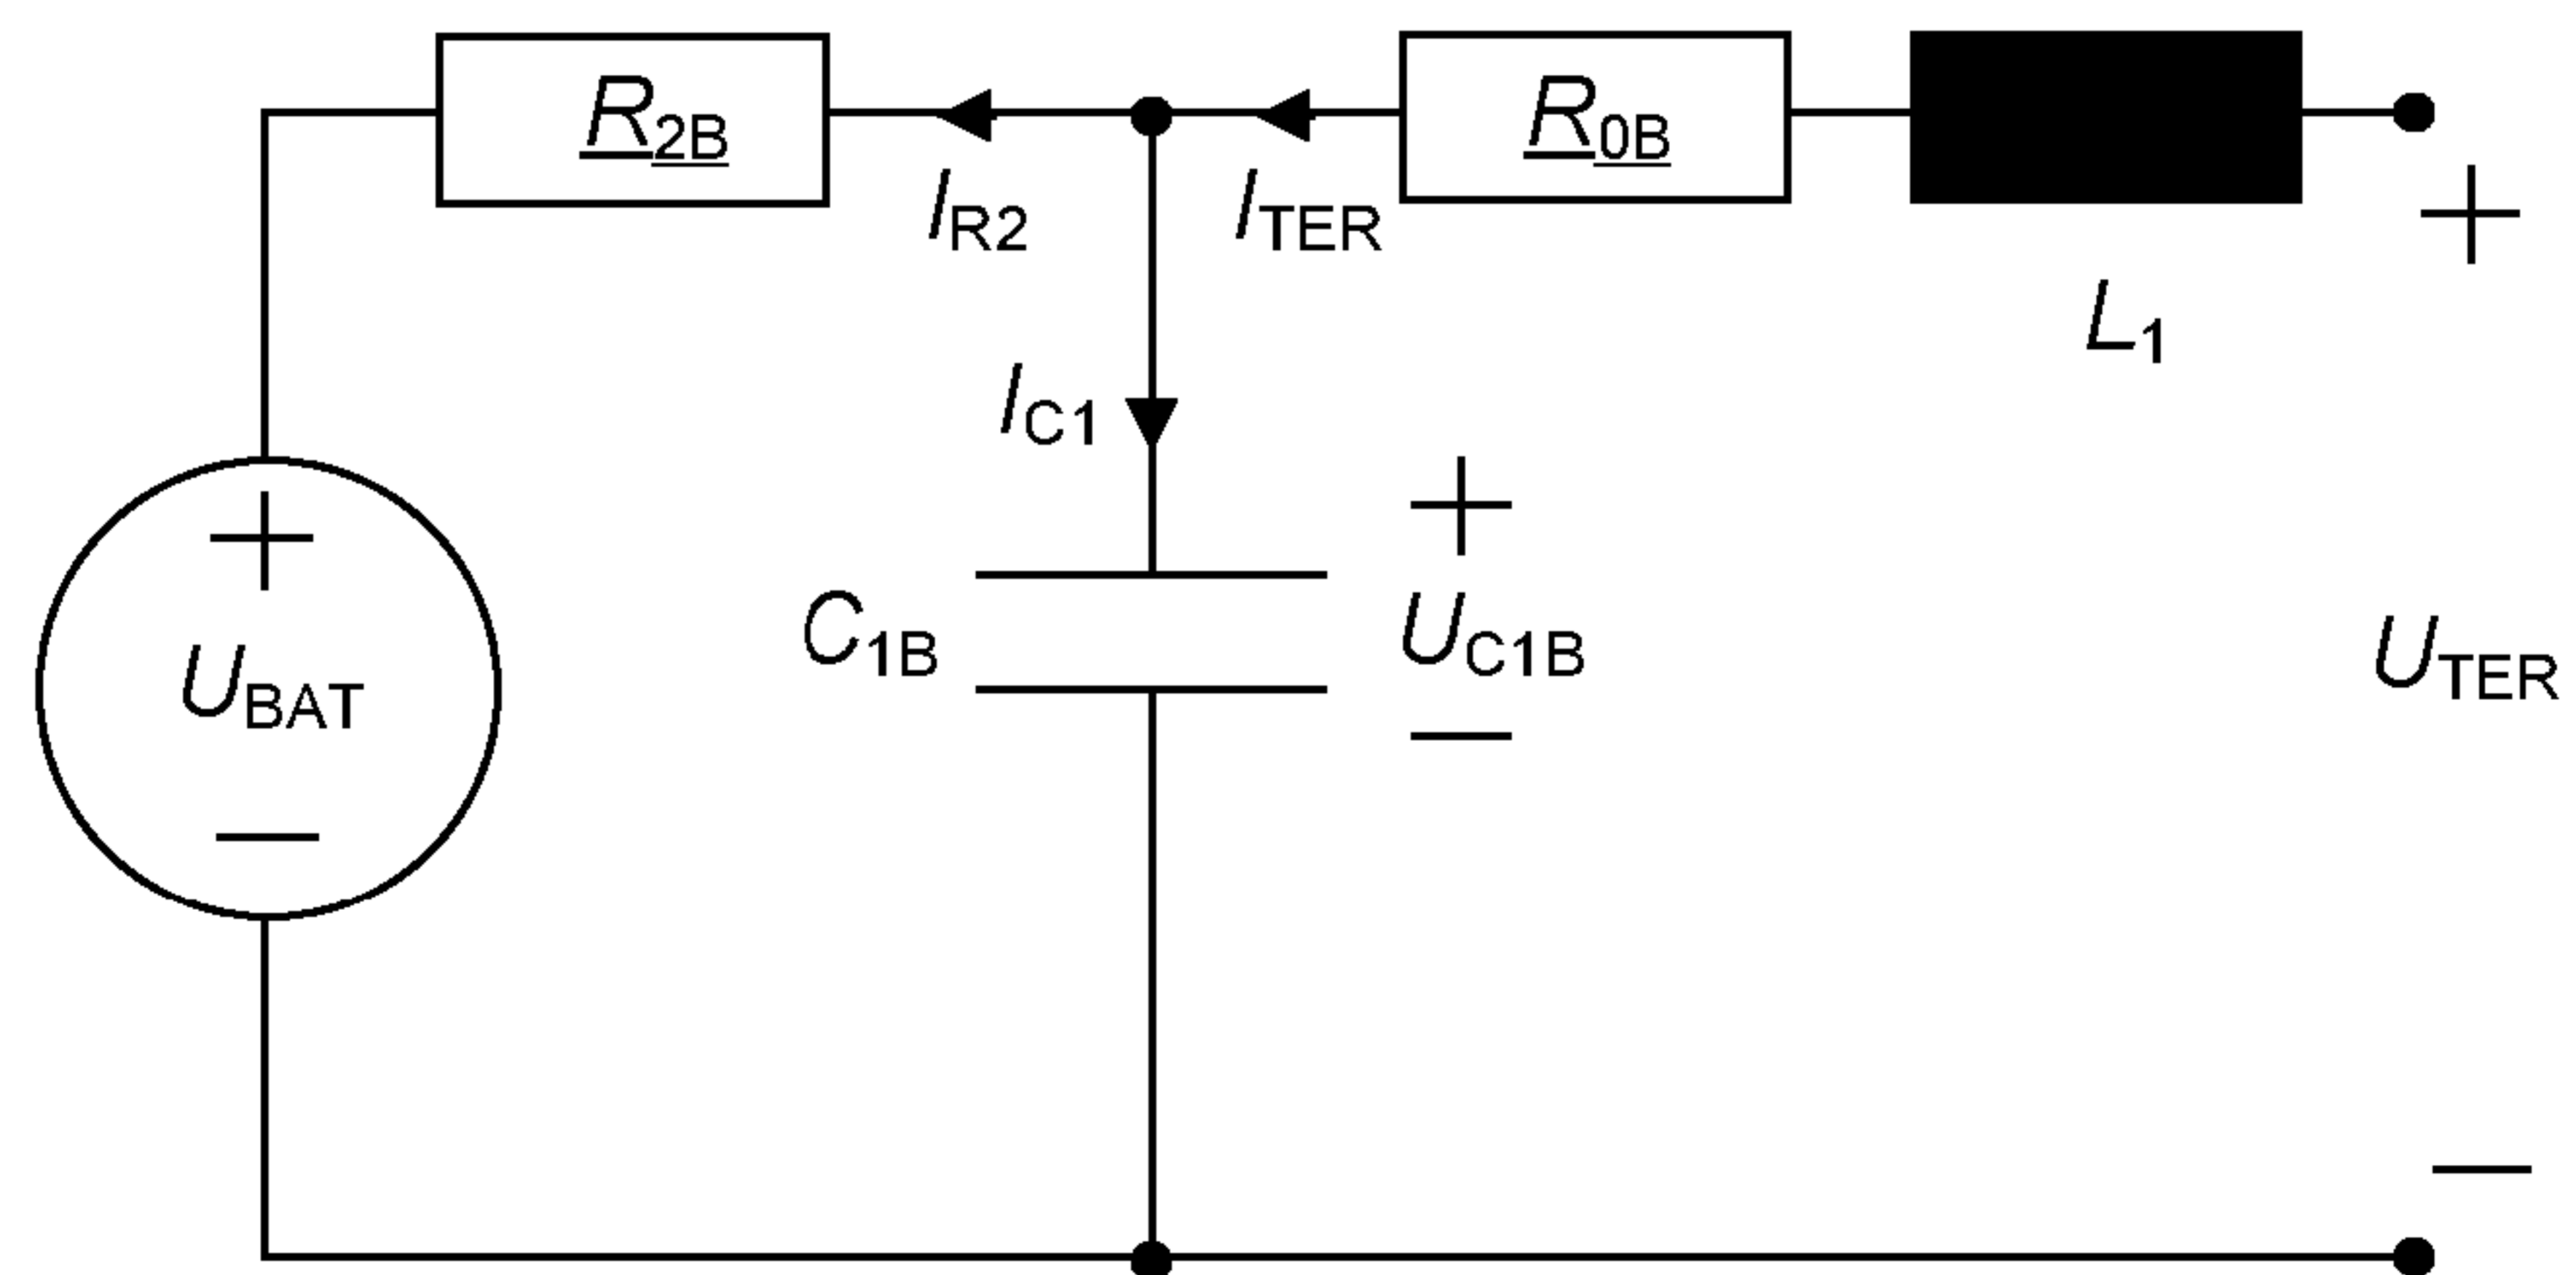 R2B
R0B
IR2
ITER
L1
IC1
+
+
+
UBAT
C1B
UC1B
UTER
−
−
−